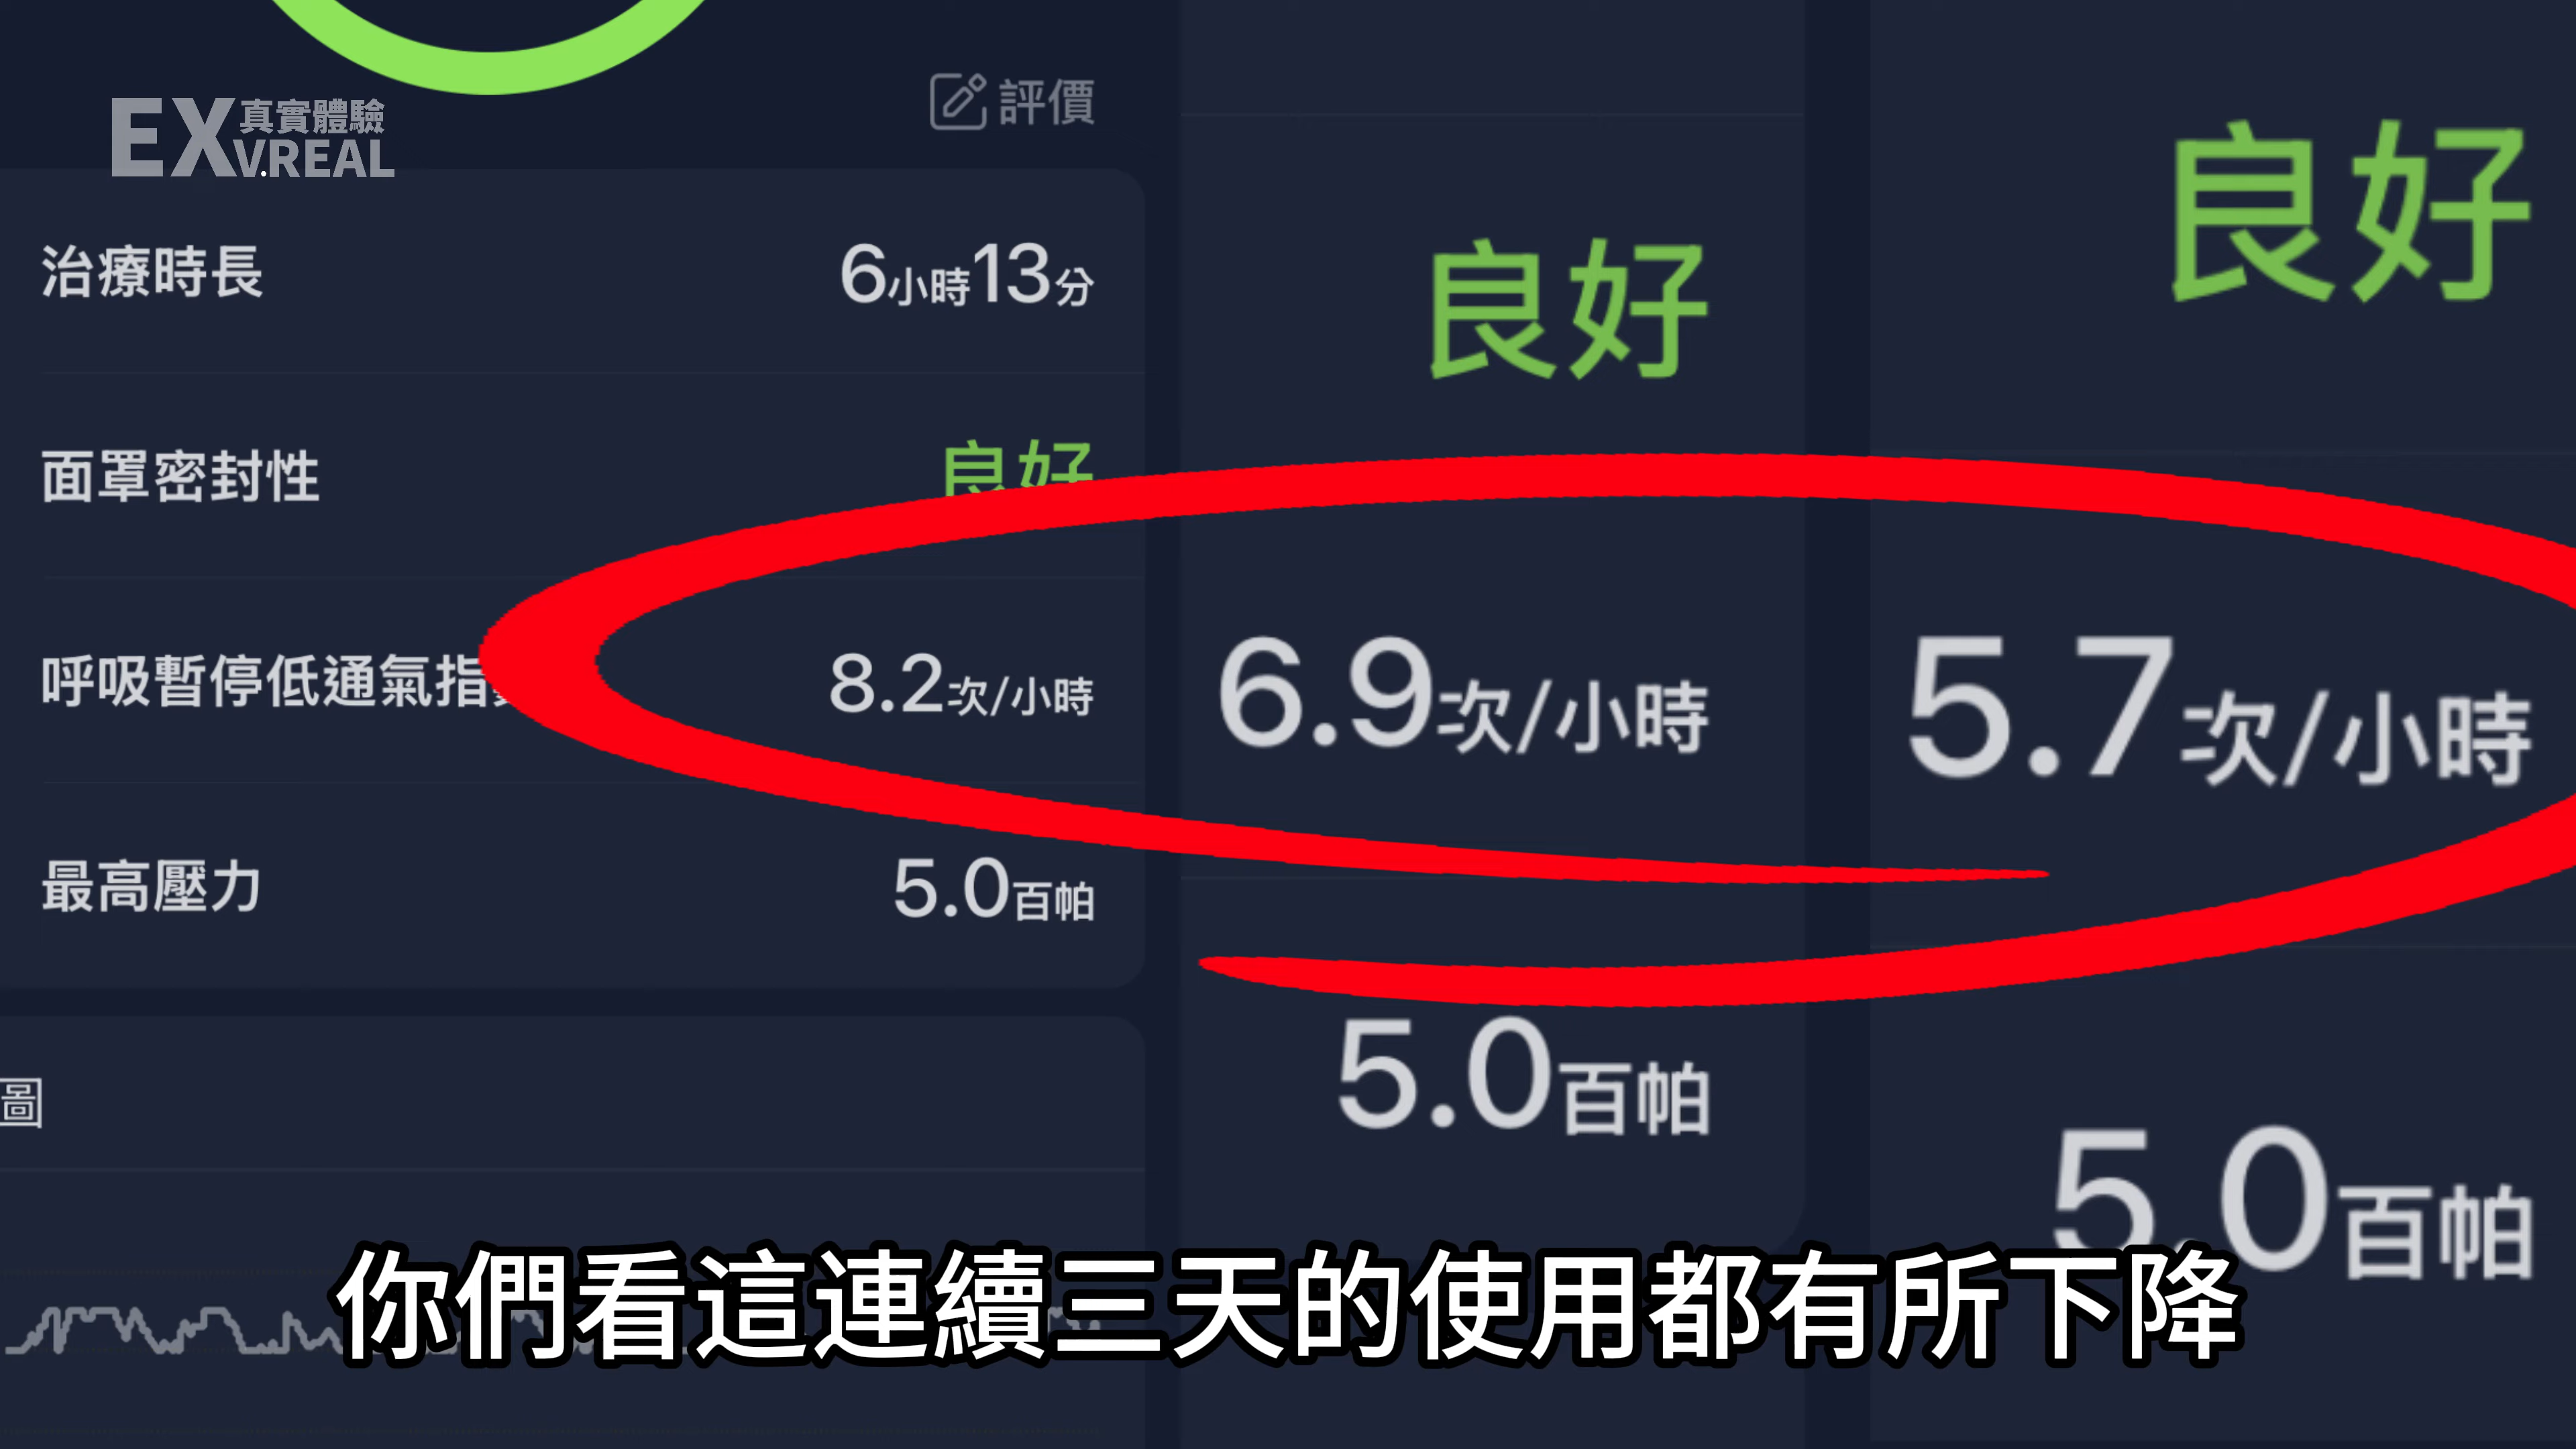 EX真實體驗
V.REAL
評價
治療時長
6小時13分
面罩密封性
良好
呼吸暫停低通氣指
8.2次/小時
最高壓力
5.0百帕
圖
良好
6.9次/小時
5.0百帕
良好
5.7次/小時
5.0百帕
你們看這連續三天的使用都有所下降